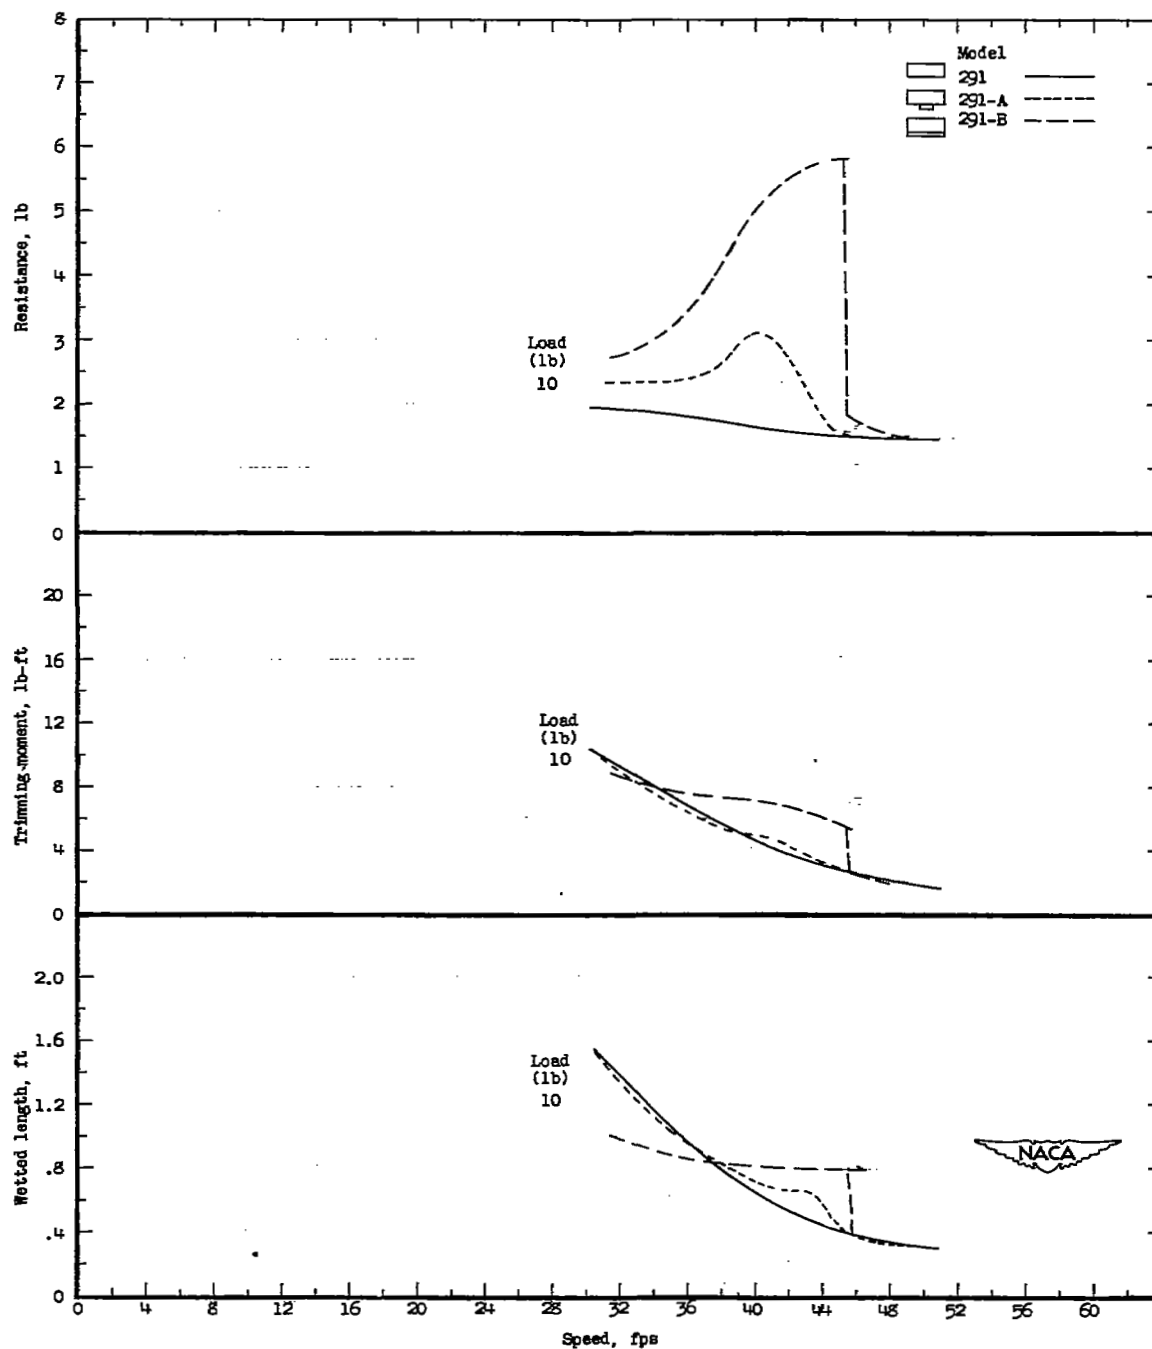 8
7
6
5
4
3
2
1
0
Resistance, lb
Model
291
291-A
291-B
Load
(lb)
10
20
16
12
8
4
0
Trimming-moment, lb-ft
Load
(lb)
10
2.0
1.6
1.2
.8
.4
0
Wetted length, ft
Load
(lb)
10
NACA
0 4 8 12 16 20 24 28 32 36 40 44 48 52 56 60
Speed, fps